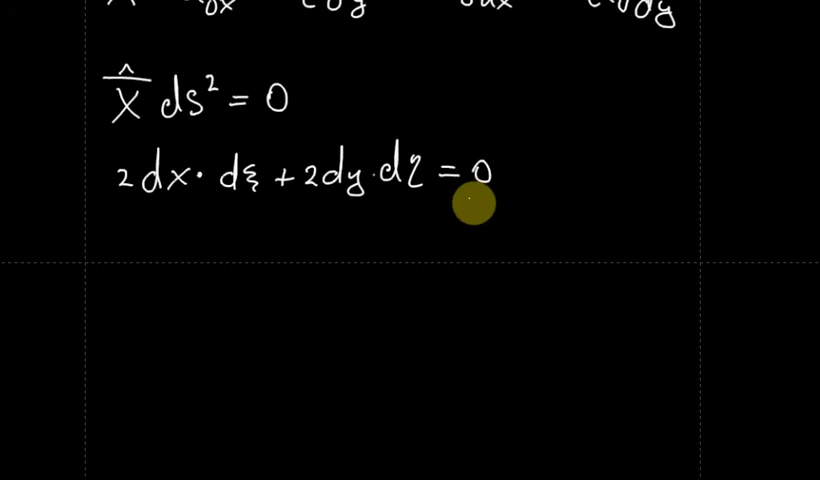 X̂ ds² = 0
2dx · dξ + 2dy · dη = 0